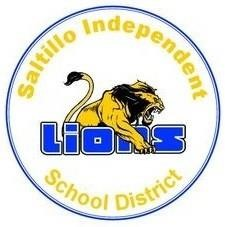 Saltillo Independent
Lions
School District